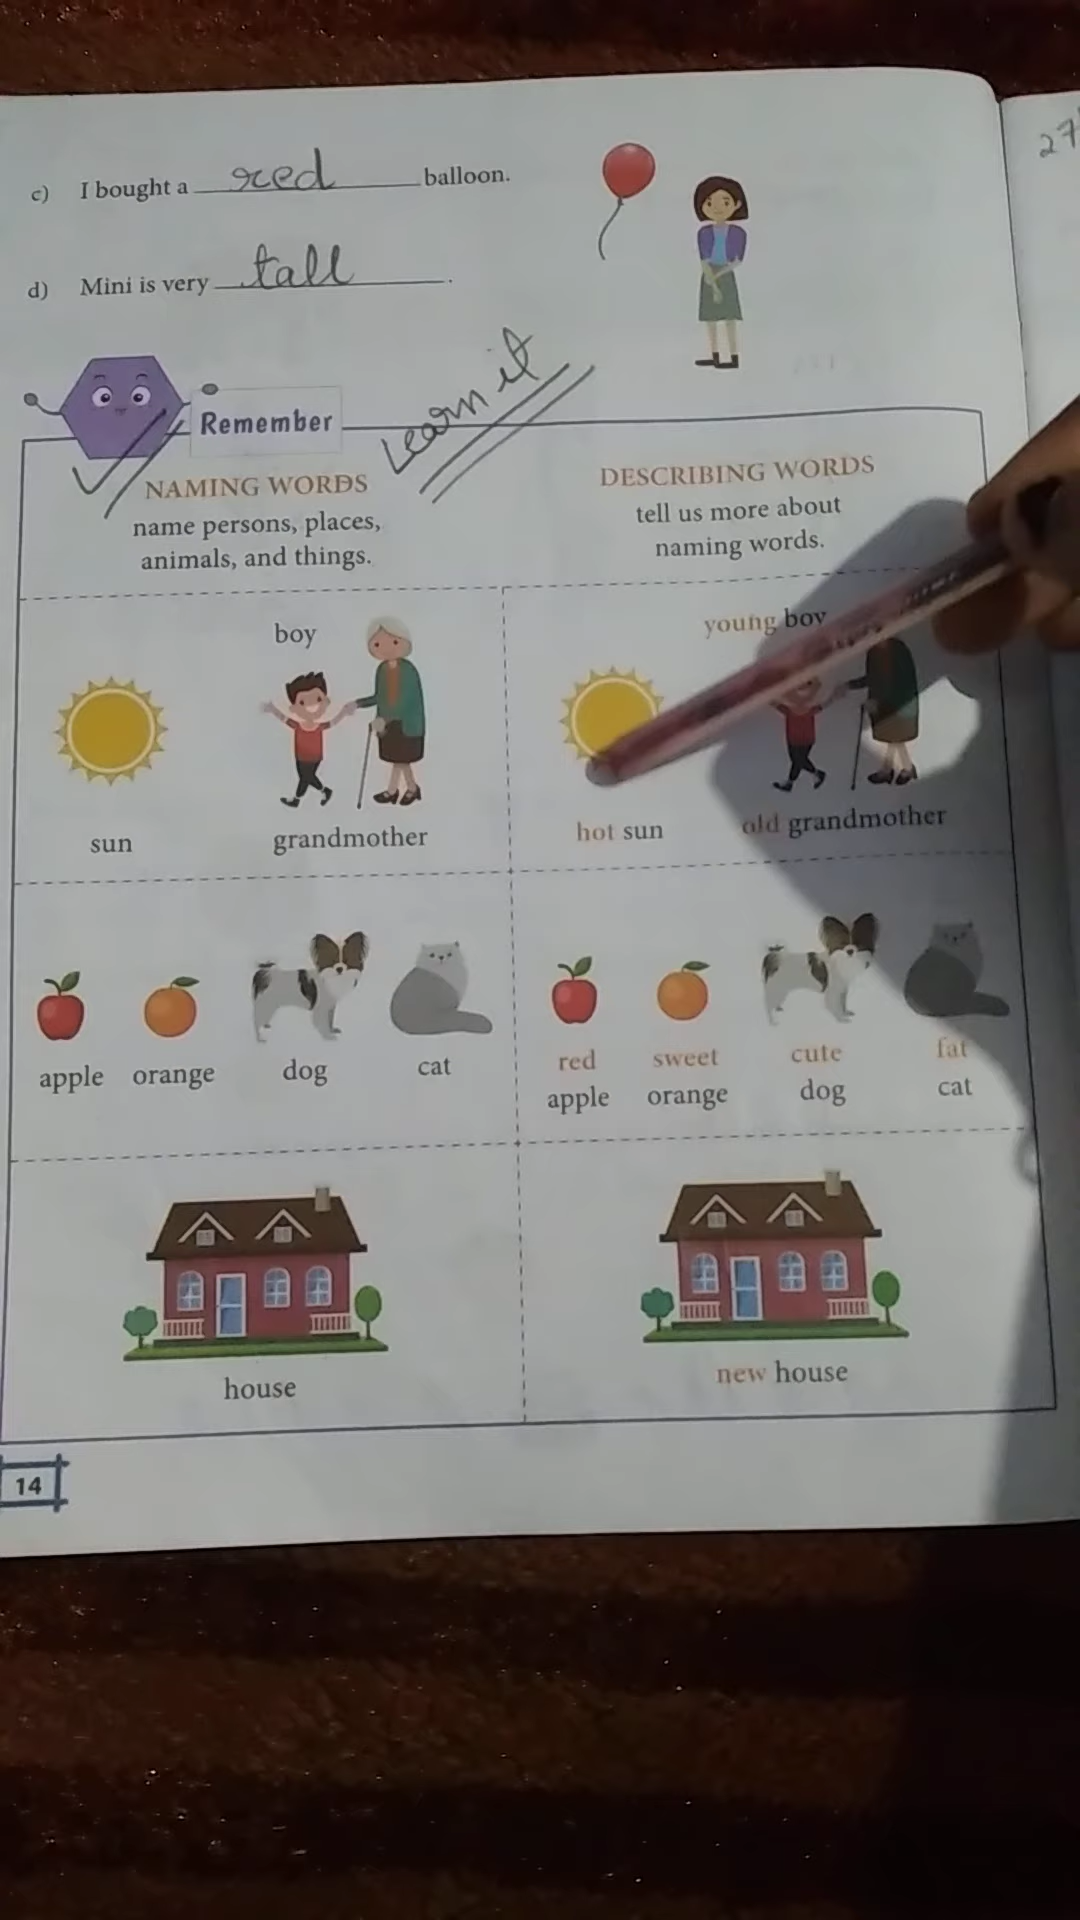 c) I bought a red balloon.
d) Mini is very tall.
Remember
Learn it
NAMING WORDS
name persons, places,
animals, and things.
DESCRIBING WORDS
tell us more about
naming words.
boy
sun
grandmother
young boy
hot sun
old grandmother
apple orange dog cat
red sweet cute fat
apple orange dog cat
house
new house
14
27